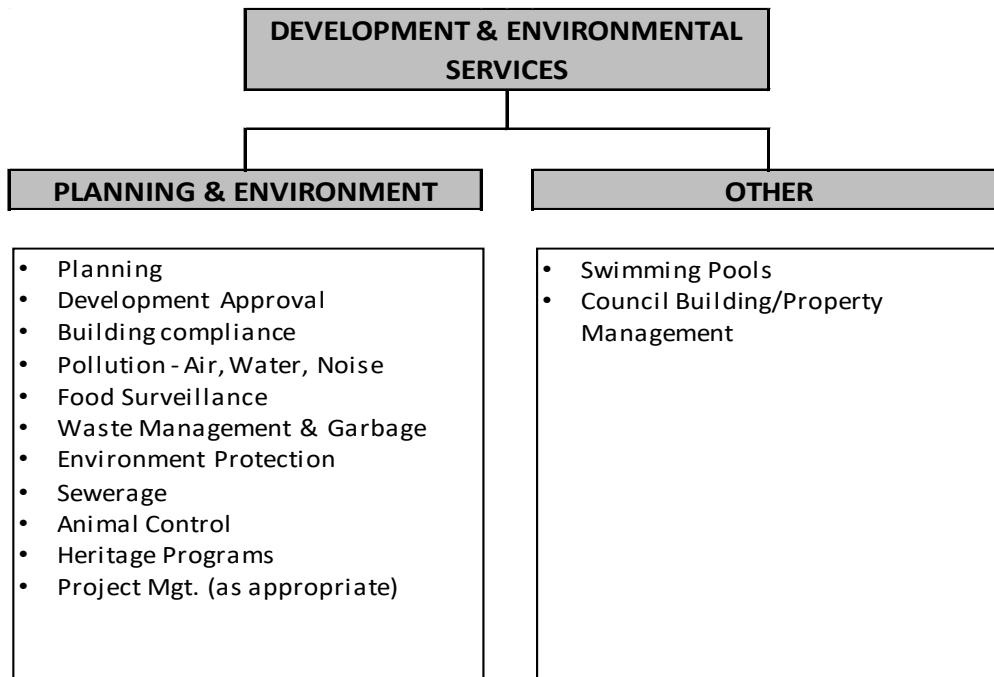 DEVELOPMENT & ENVIRONMENTAL
SERVICES
PLANNING & ENVIRONMENT
• Planning
• Development Approval
• Building compliance
• Pollution - Air, Water, Noise
• Food Surveillance
• Waste Management & Garbage
• Environment Protection
• Sewerage
• Animal Control
• Heritage Programs
• Project Mgt. (as appropriate)
OTHER
• Swimming Pools
• Council Building/Property
Management